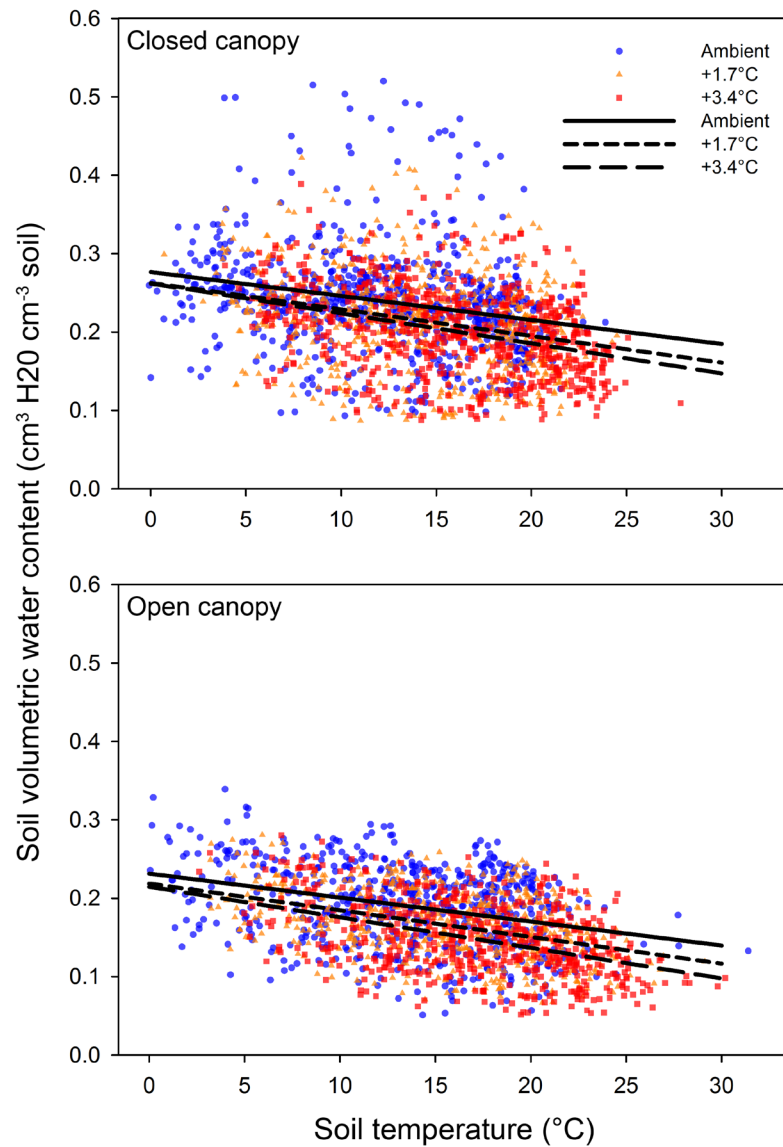 Closed canopy
Ambient
+1.7°C
+3.4°C
Ambient
+1.7°C
+3.4°C
0.6
0.5
0.4
0.3
0.2
0.1
0.0
0 5 10 15 20 25 30
Soil volumetric water content (cm³ H20 cm⁻³ soil)
Open canopy
0.6
0.5
0.4
0.3
0.2
0.1
0.0
0 5 10 15 20 25 30
Soil temperature (°C)